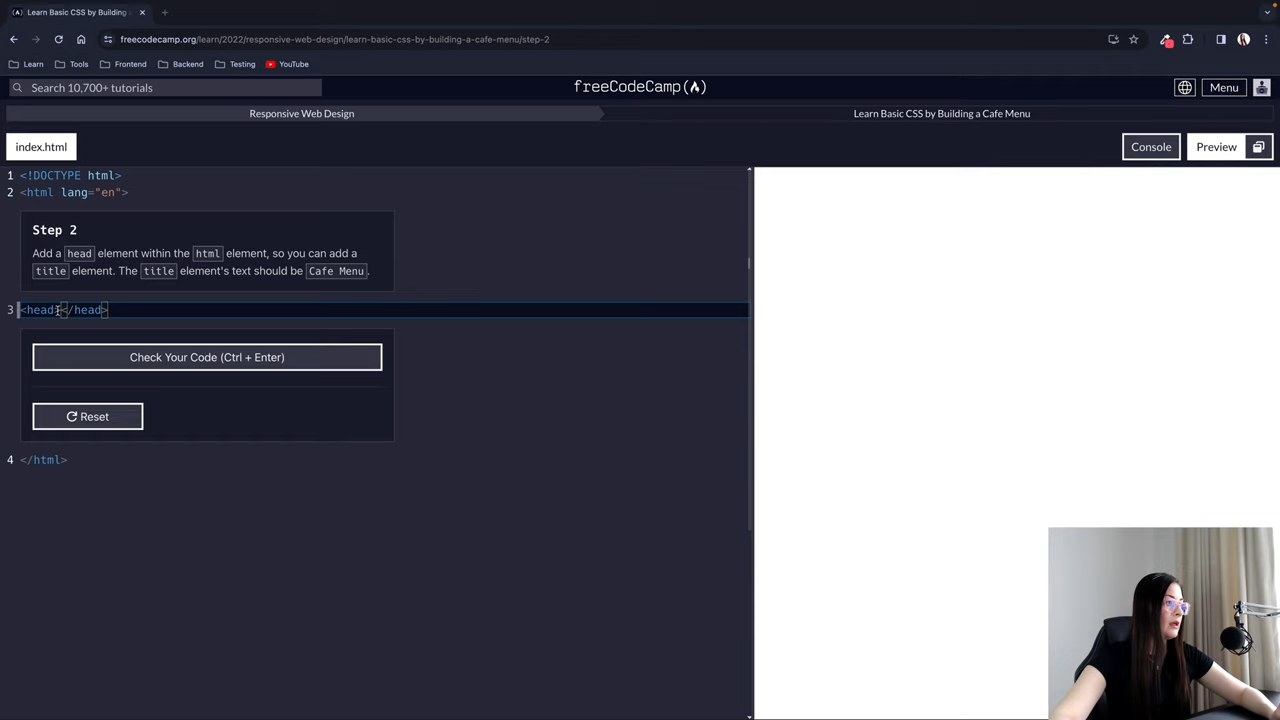 Learn Basic CSS by Building
freecodecamp.org/learn/2022/responsive-web-design/learn-basic-css-by-building-a-cafe-menu/step-2
Learn Tools Frontend Backend Testing YouTube
Search 10,700+ tutorials freeCodeCamp Menu
Responsive Web Design Learn Basic CSS by Building a Cafe Menu
index.html Console Preview
1 <!DOCTYPE html>
2 <html lang="en">
Step 2
Add a head element within the html element, so you can add a
title element. The title element's text should be Cafe Menu.
3 <head></head>
Check Your Code (Ctrl + Enter)
Reset
4 </html>